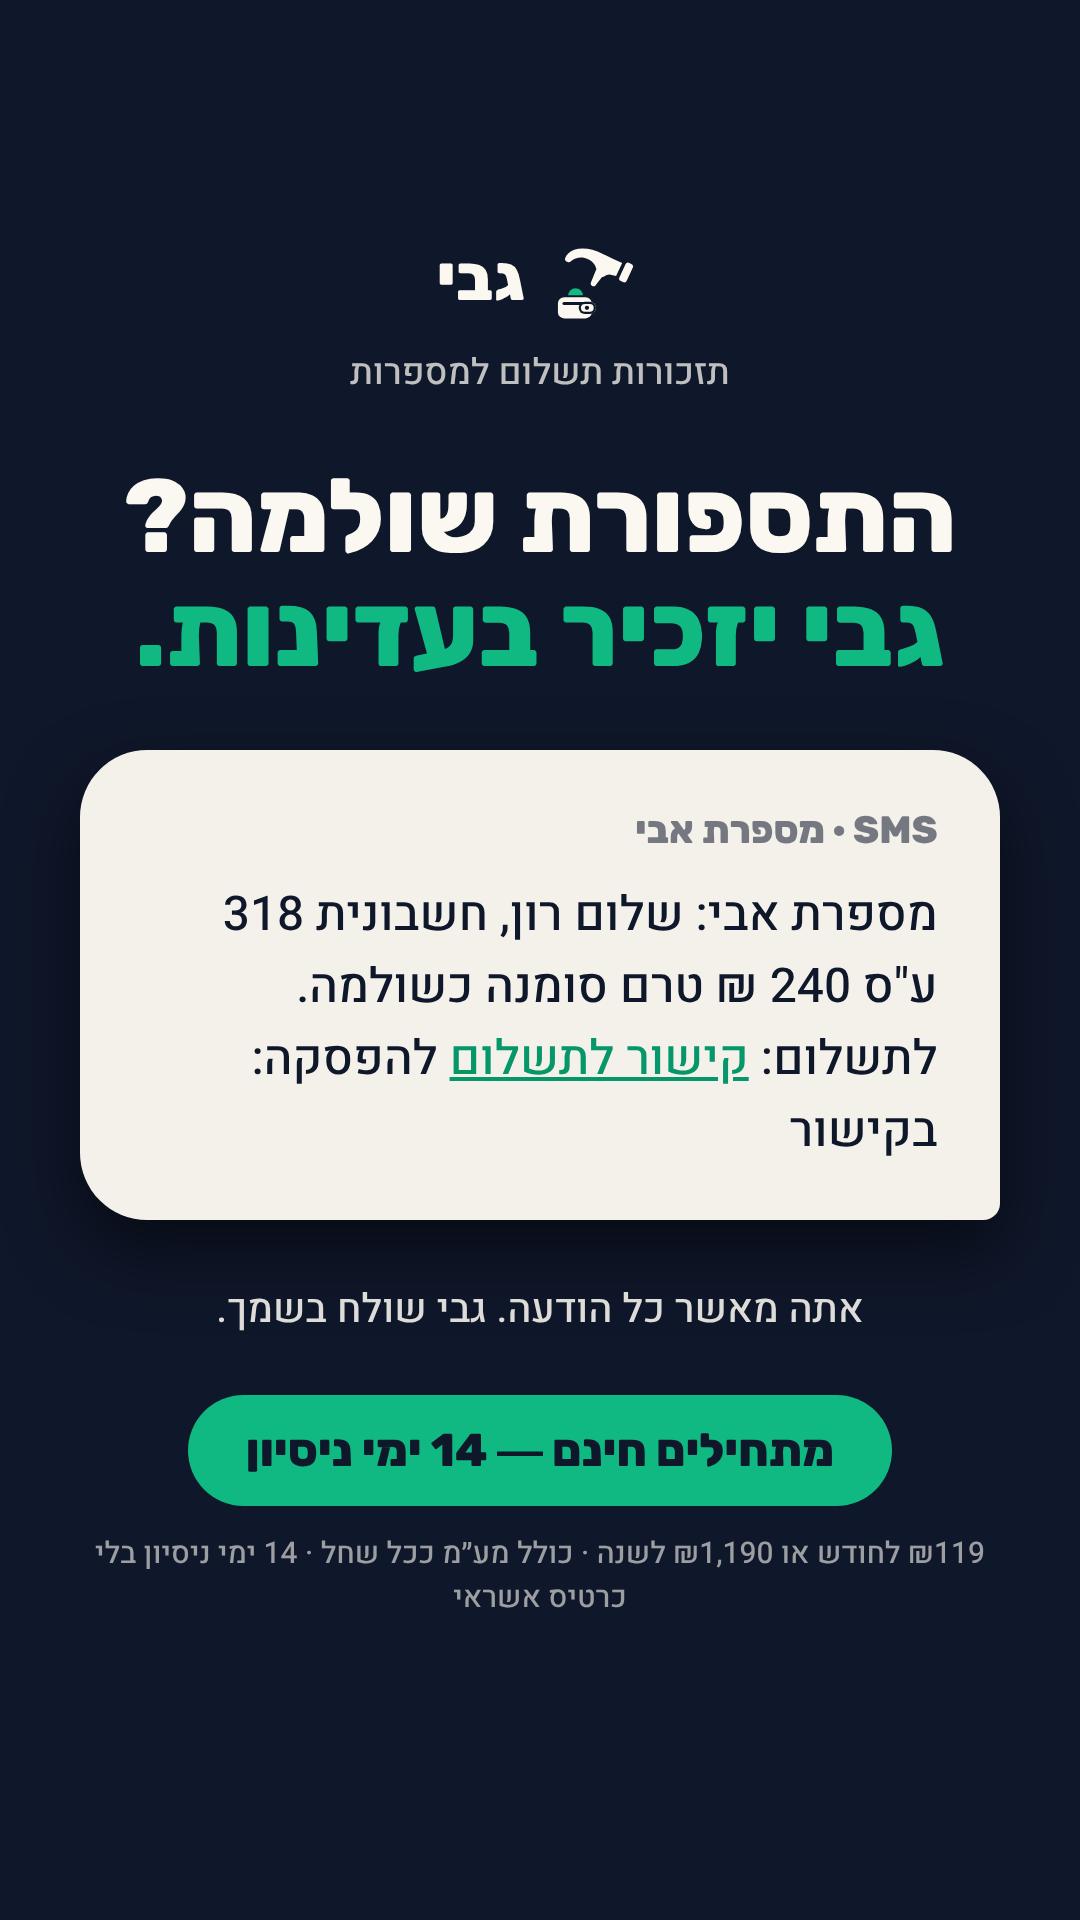 גבי
תזכורות תשלום למספרות
התספורת שולמה?
גבי יזכיר בעדינות.
SMS • מספרת אבי
מספרת אבי: שלום רון, חשבונית 318
ע"ס 240 ₪ טרם סומנה כשולמה.
לתשלום: קישור לתשלום להפסקה:
בקישור
אתה מאשר כל הודעה. גבי שולח בשמך.
מתחילים חינם — 14 ימי ניסיון
₪119 לחודש או ₪1,190 לשנה · כולל מע״מ ככל שחל · 14 ימי ניסיון בלי
כרטיס אשראי